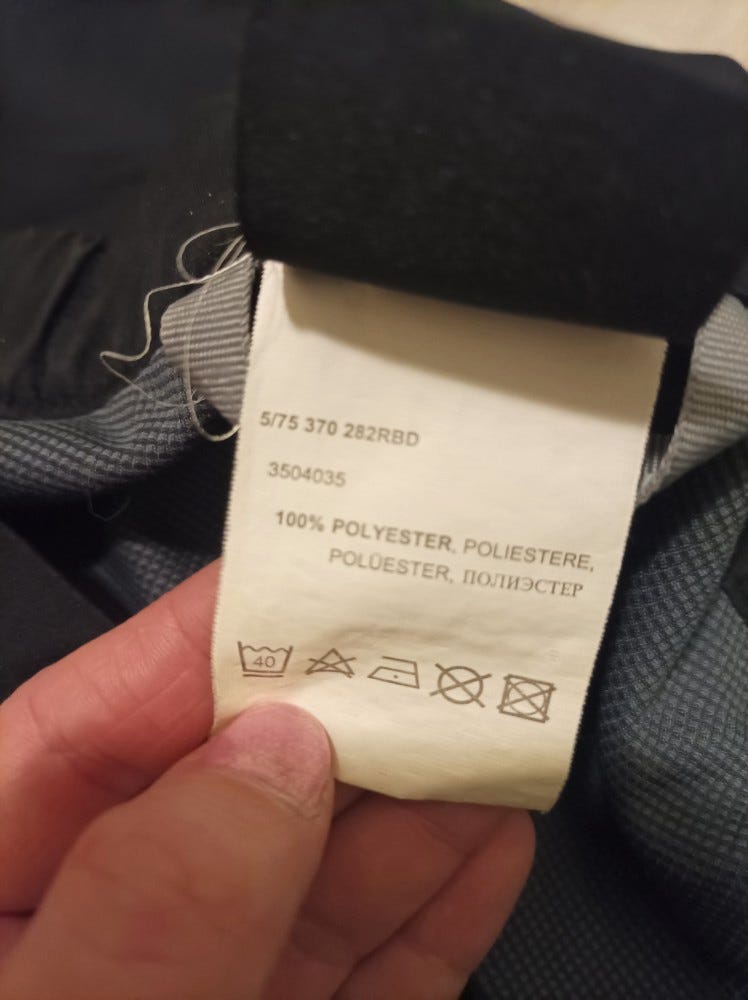 5/75 370 282RBD
3504035
100% POLYESTER, POLIESTERE,
POLÜESTER, ПОЛИЭСТЕР
40